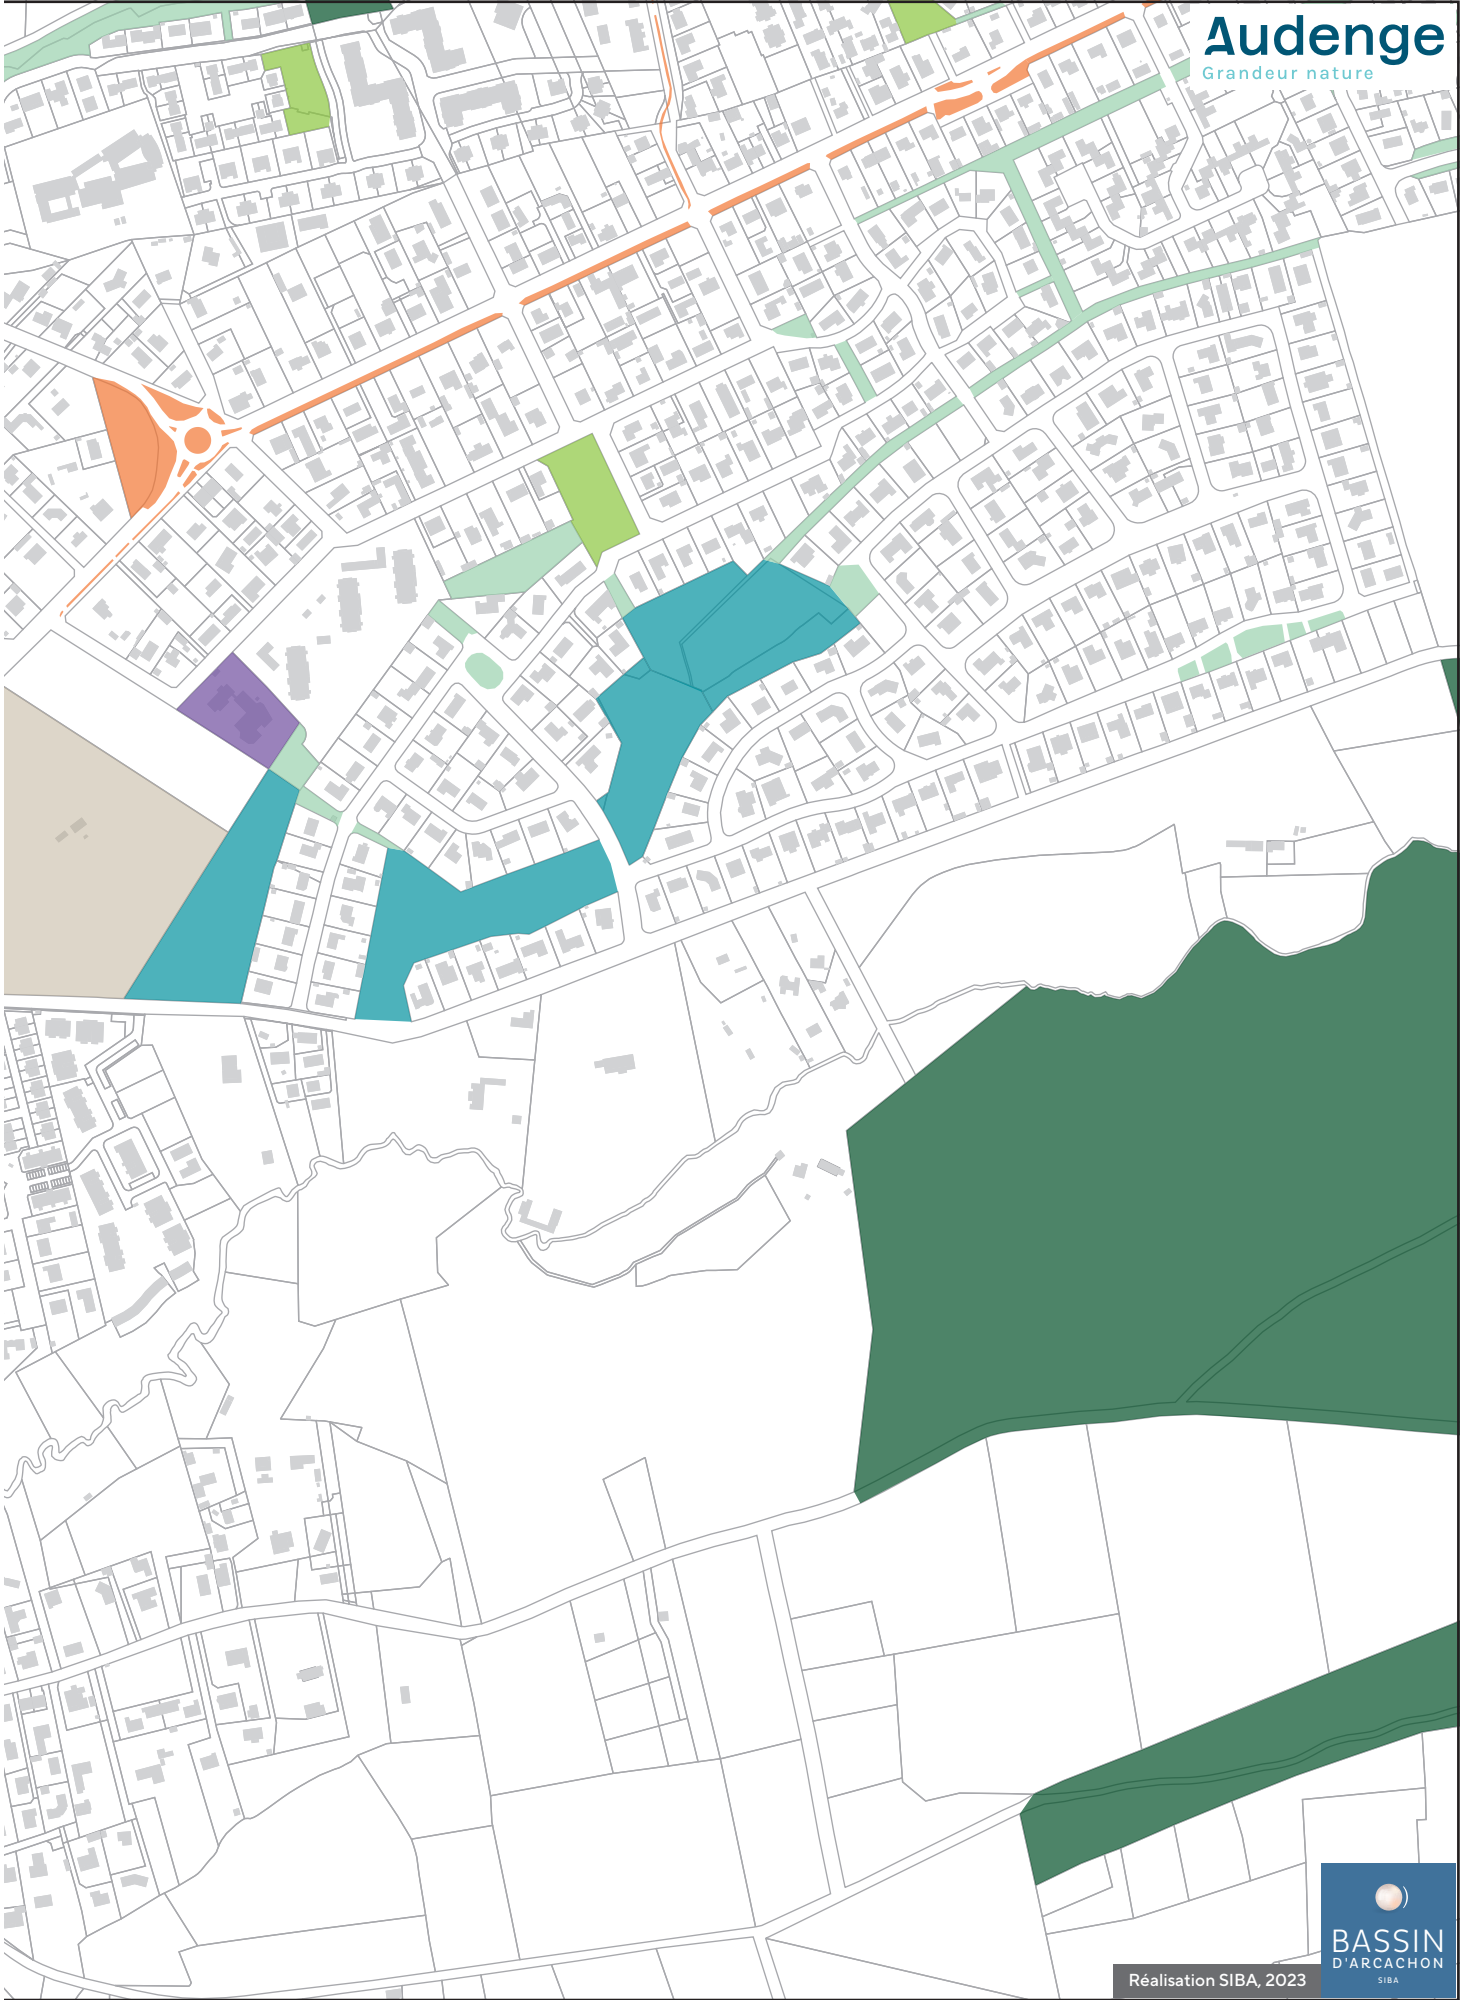 Audenge
Grandeur nature
BASSIN
D'ARCACHON
SIBA
Réalisation SIBA, 2023